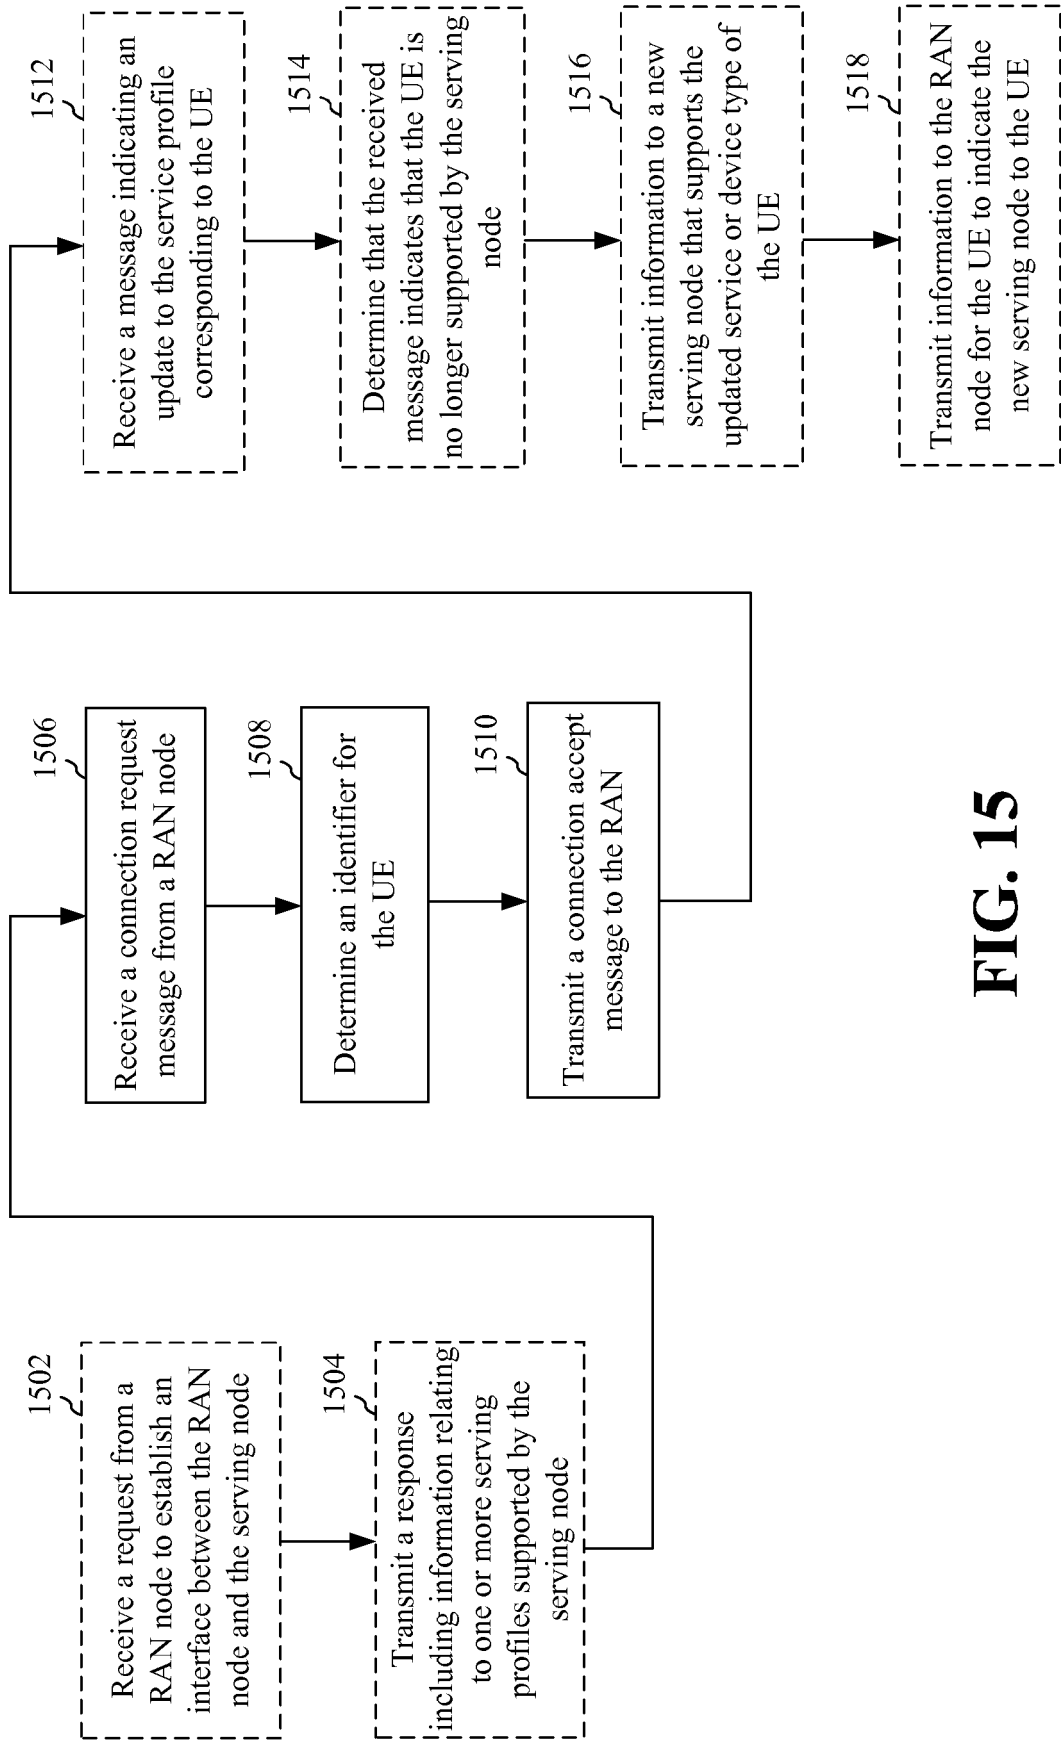 1502
Receive a request from a
RAN node to establish an
interface between the RAN
node and the serving node
1504
Transmit a response
including information relating
to one or more serving
profiles supported by the
serving node
1506
Receive a connection request
message from a RAN node
1508
Determine an identifier for
the UE
1510
Transmit a connection accept
message to the RAN
1512
Receive a message indicating an
update to the service profile
corresponding to the UE
1514
Determine that the received
message indicates that the UE is
no longer supported by the serving
node
1516
Transmit information to a new
serving node that supports the
updated service or device type of
the UE
1518
Transmit information to the RAN
node for the UE to indicate the
new serving node to the UE
FIG. 15